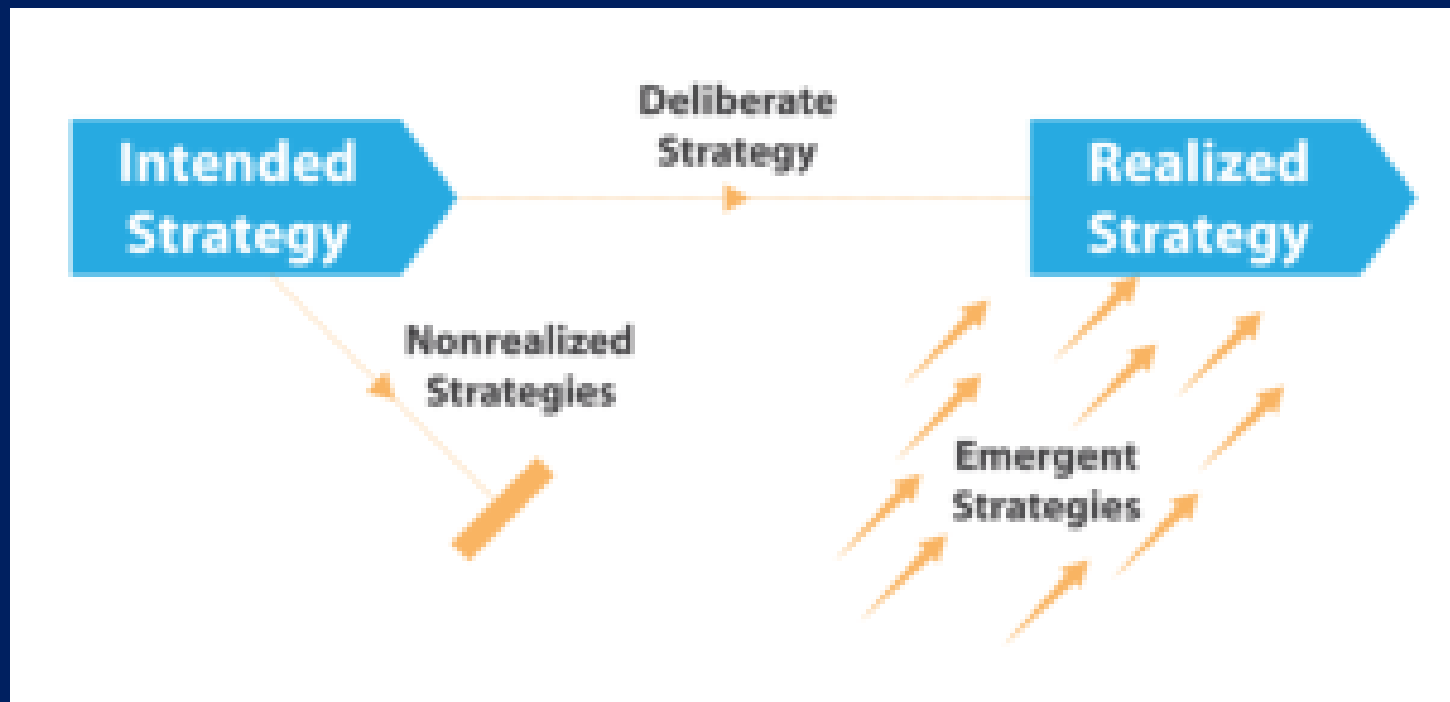 Deliberate
Strategy
Intended
Strategy
Realized
Strategy
Nonrealized
Strategies
Emergent
Strategies